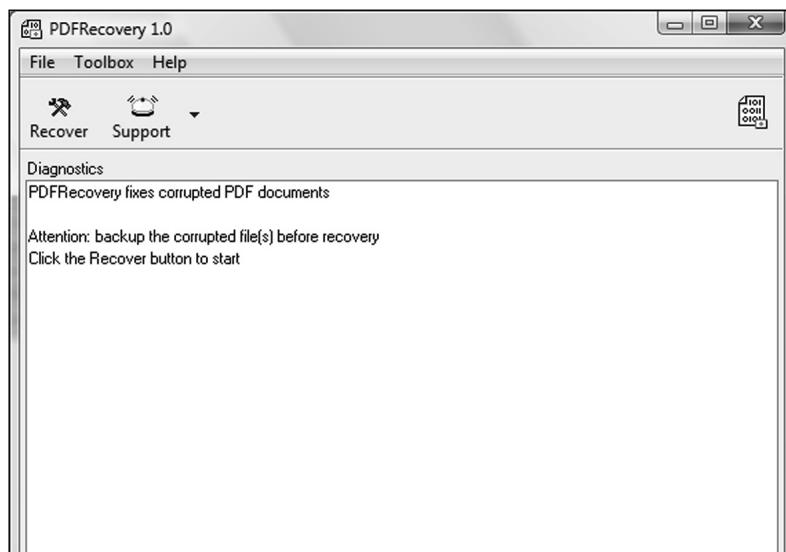 PDFRecovery 1.0
File Toolbox Help
Recover Support
Diagnostics
PDFRecovery fixes corrupted PDF documents
Attention: backup the corrupted file(s) before recovery
Click the Recover button to start